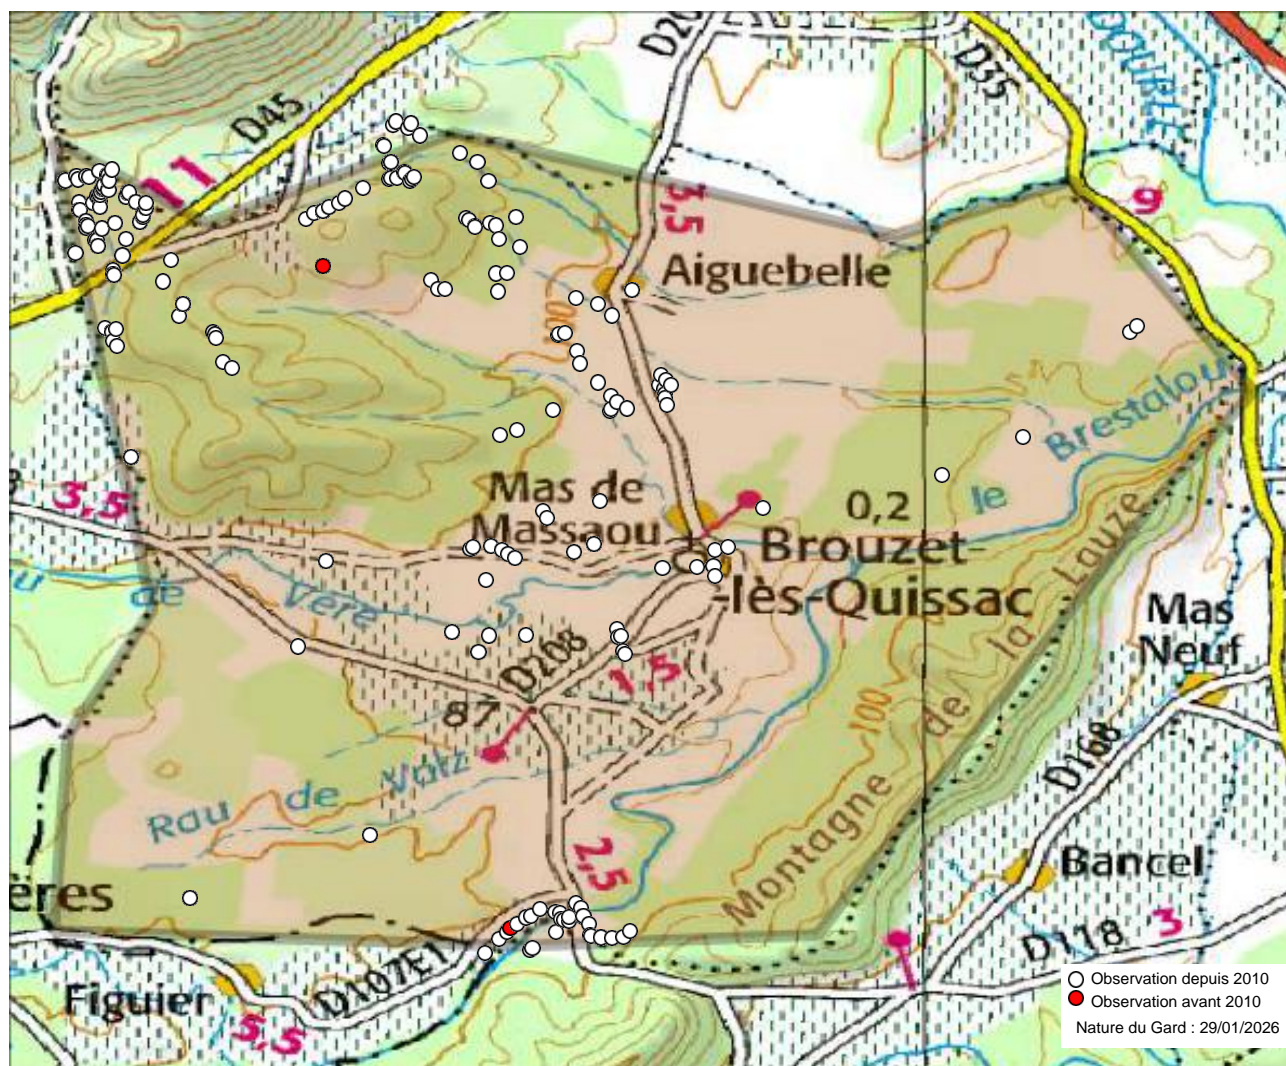 D20
D45
D35
DOURIE
11
3,5
9
Aiguebelle
100
Brestalou
le
3,5
Mas de
Massaou
0,2
Brouzet-
-lès-Quissac
de Vère
Mas
Neuf
D208
1,5
87
100
Montagne de la Lauze
D168
Rau de Valz
2,5
ères
Bancel
D118
3
D107E1
Figuier
5,5
Observation depuis 2010
Observation avant 2010
Nature du Gard : 29/01/2026